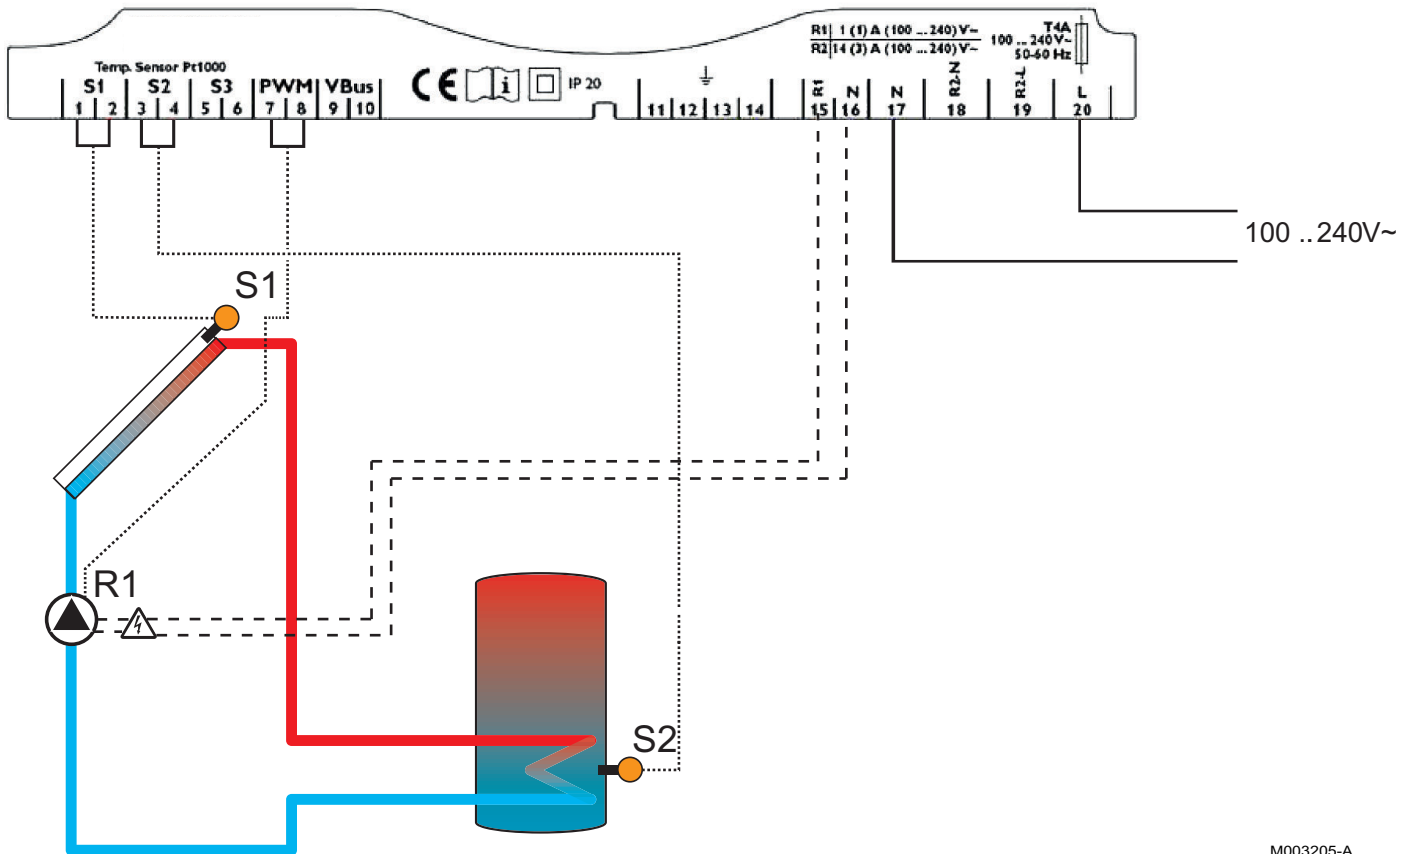 R1 1 (1) A (100 ... 240) V~
R2 14 (3) A (100 ... 240) V~
T4A
100 ... 240 V~
50-60 Hz
Temp. Sensor Pt1000
S1 S2 S3 PWM VBus
1 2 3 4 5 6 7 8 9 10
CE i IP 20
11 12 13 14
R1 N N R2-N R2-L L
15 16 17 18 19 20
100 .. 240V~
S1
R1
S2
M003205-A